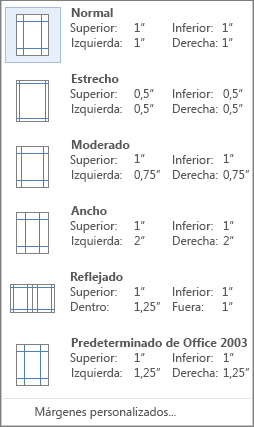 Normal
Superior: 1" Inferior: 1"
Izquierda: 1" Derecha: 1"
Estrecho
Superior: 0,5" Inferior: 0,5"
Izquierda: 0,5" Derecha: 0,5"
Moderado
Superior: 1" Inferior: 1"
Izquierda: 0,75" Derecha: 0,75"
Ancho
Superior: 1" Inferior: 1"
Izquierda: 2" Derecha: 2"
Reflejado
Superior: 1" Inferior: 1"
Dentro: 1,25" Fuera: 1"
Predeterminado de Office 2003
Superior: 1" Inferior: 1"
Izquierda: 1,25" Derecha: 1,25"
Márgenes personalizados...